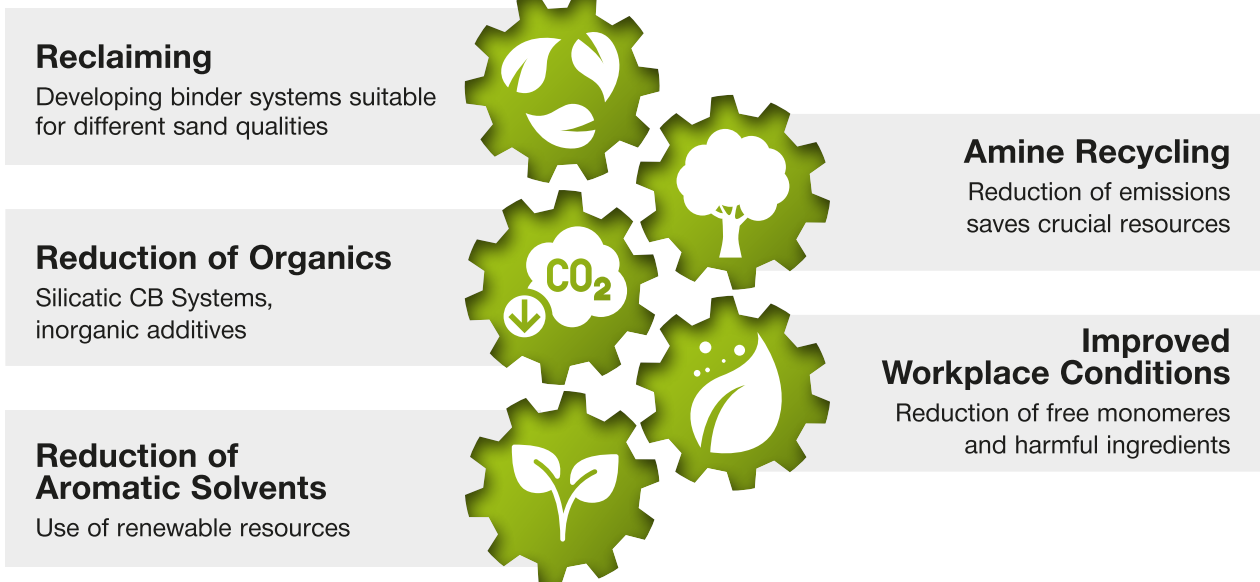 Reclaiming
Developing binder systems suitable
for different sand qualities
Amine Recycling
Reduction of emissions
saves crucial resources
Reduction of Organics
Silicatic CB Systems,
inorganic additives
CO₂
Improved
Workplace Conditions
Reduction of free monomeres
and harmful ingredients
Reduction of
Aromatic Solvents
Use of renewable resources